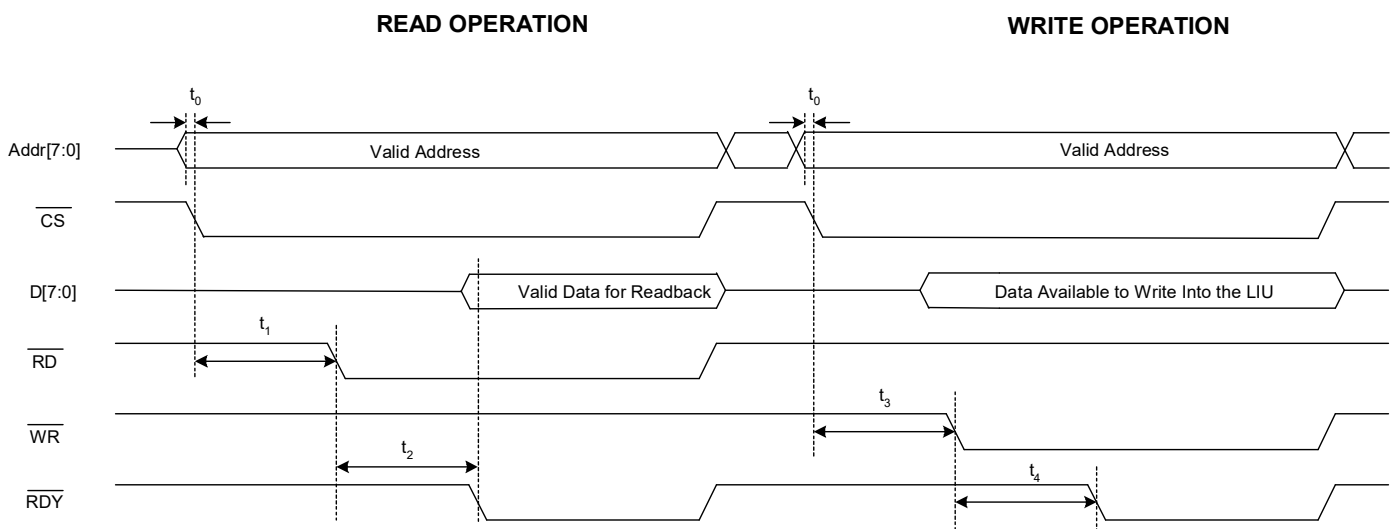 READ OPERATION WRITE OPERATION
t0 t0
Addr[7:0] Valid Address Valid Address
CS
D[7:0] Valid Data for Readback Data Available to Write Into the LIU
t1
RD
t3
WR
t2 t4
RDY